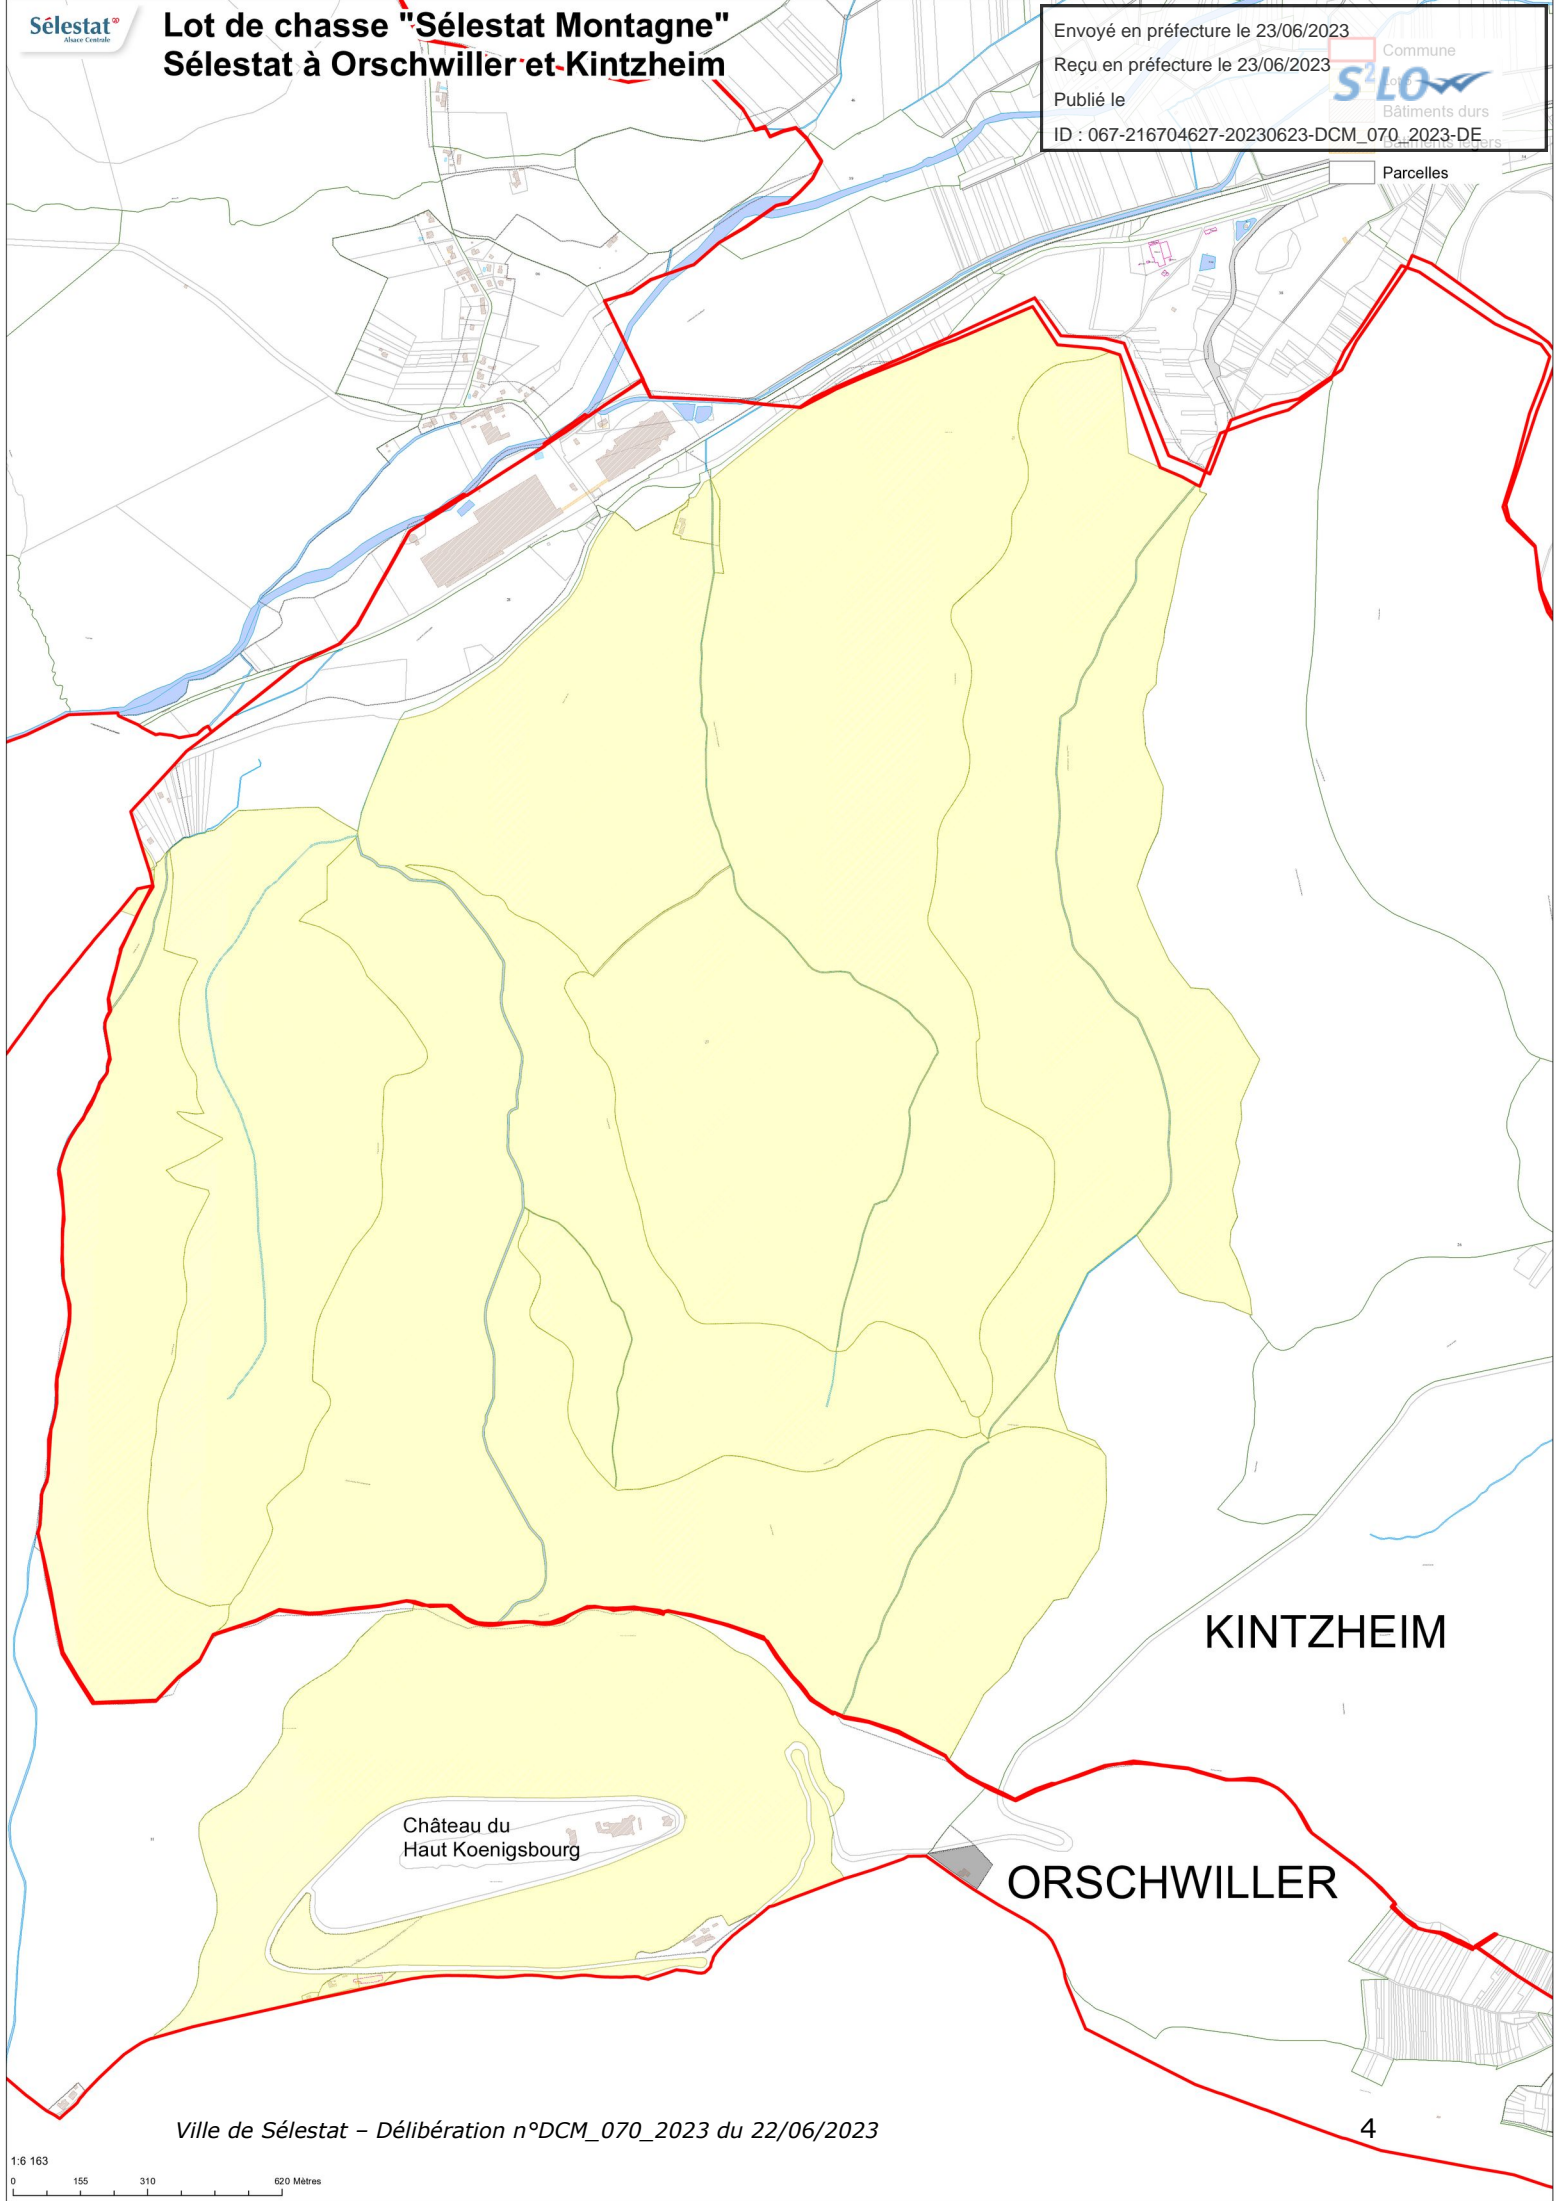 Sélestat
Alsace Centrale
Lot de chasse "Sélestat Montagne"
Sélestat à Orschwiller et Kintzheim
Envoyé en préfecture le 23/06/2023
Reçu en préfecture le 23/06/2023
Publié le
ID : 067-216704627-20230623-DCM_070_2023-DE
S²LO
Commune
Bâtiments durs
Bâtiments légers
Parcelles
KINTZHEIM
Château du
Haut Koenigsbourg
ORSCHWILLER
Ville de Sélestat – Délibération n°DCM_070_2023 du 22/06/2023
4
1:6 163
0 155 310 620 Mètres